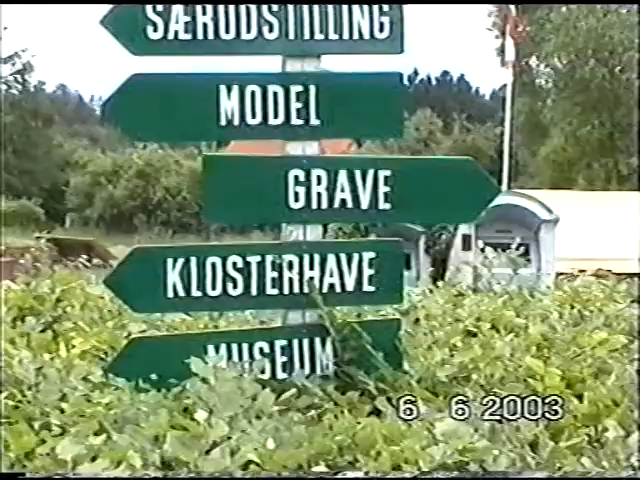 SÆRUDSTILLING
MODEL
GRAVE
KLOSTERHAVE
MUSEUM
6 6 2003